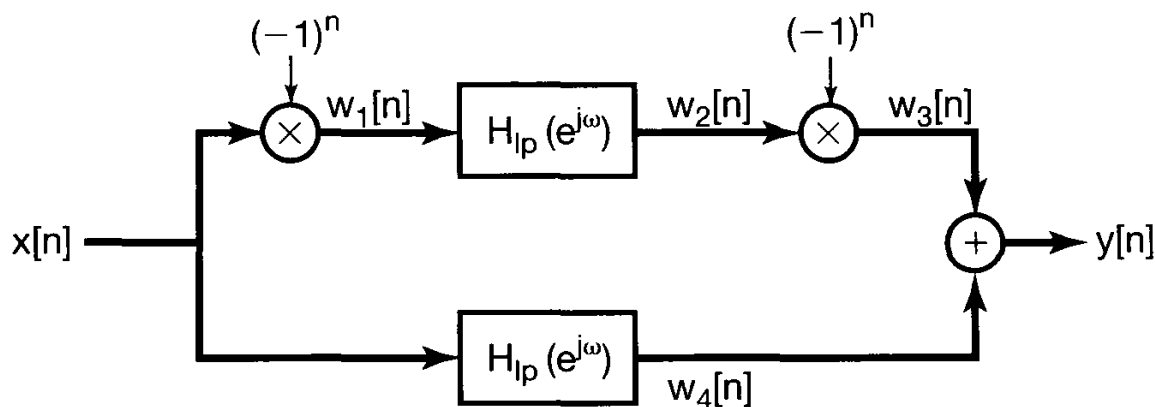 (−1)ⁿ
(−1)ⁿ
×
w₁[n]
H_lp (e^jω)
w₂[n]
×
w₃[n]
x[n]
+
y[n]
H_lp (e^jω)
w₄[n]